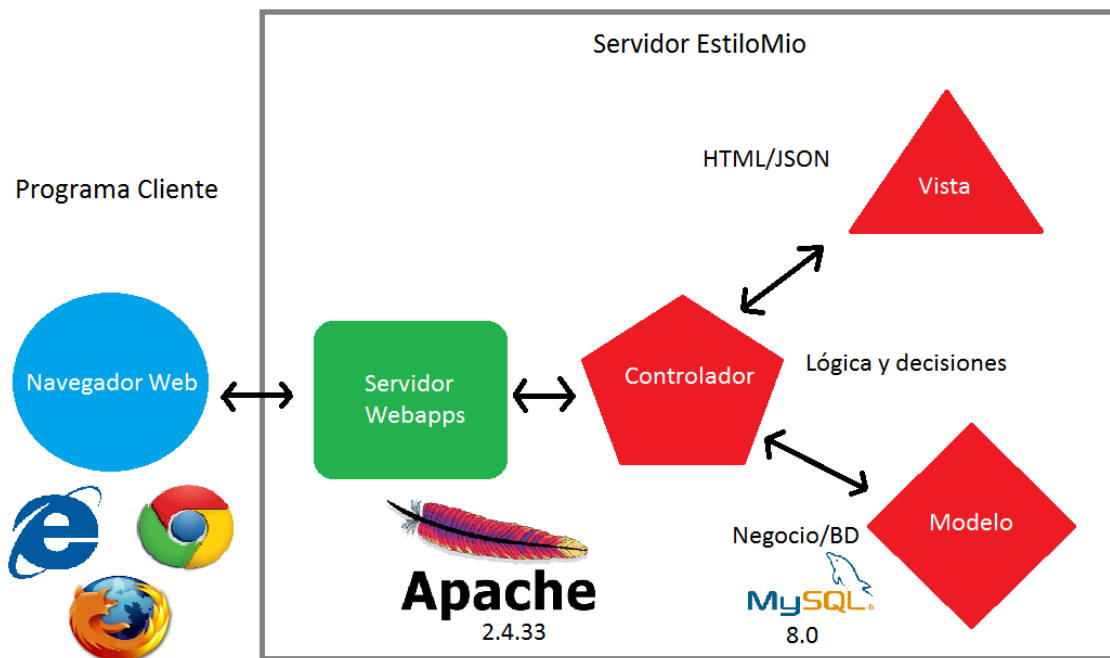 Servidor EstiloMio
HTML/JSON
Vista
Programa Cliente
Navegador Web
Servidor
Webapps
Controlador
Lógica y decisiones
Modelo
Negocio/BD
Apache
2.4.33
MySQL®
8.0